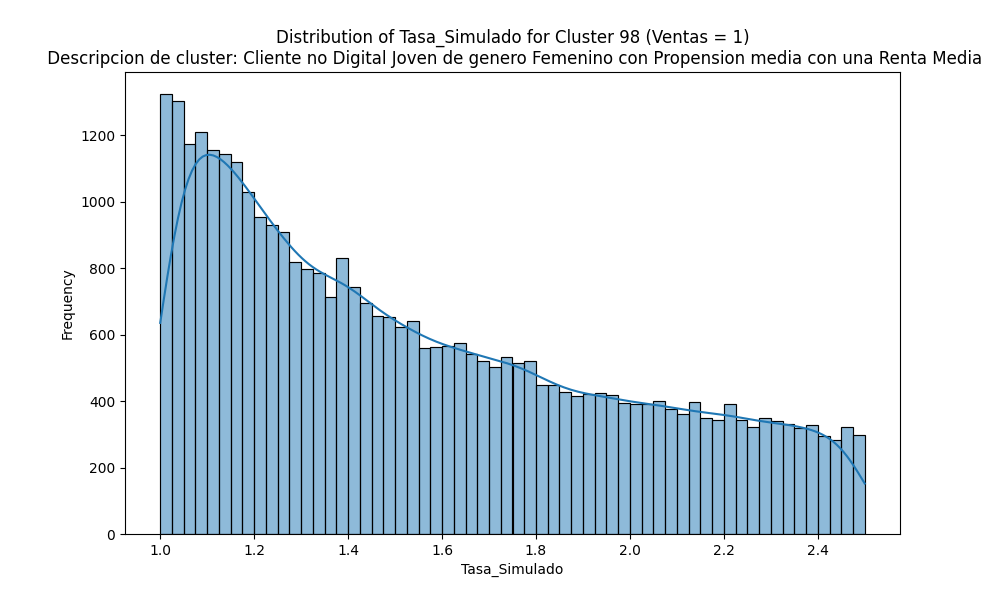 Distribution of Tasa_Simulado for Cluster 98 (Ventas = 1)
Descripcion de cluster: Cliente no Digital Joven de genero Femenino con Propension media con una Renta Media
Frequency
1200
1000
800
600
400
200
0
1.0 1.2 1.4 1.6 1.8 2.0 2.2 2.4
Tasa_Simulado